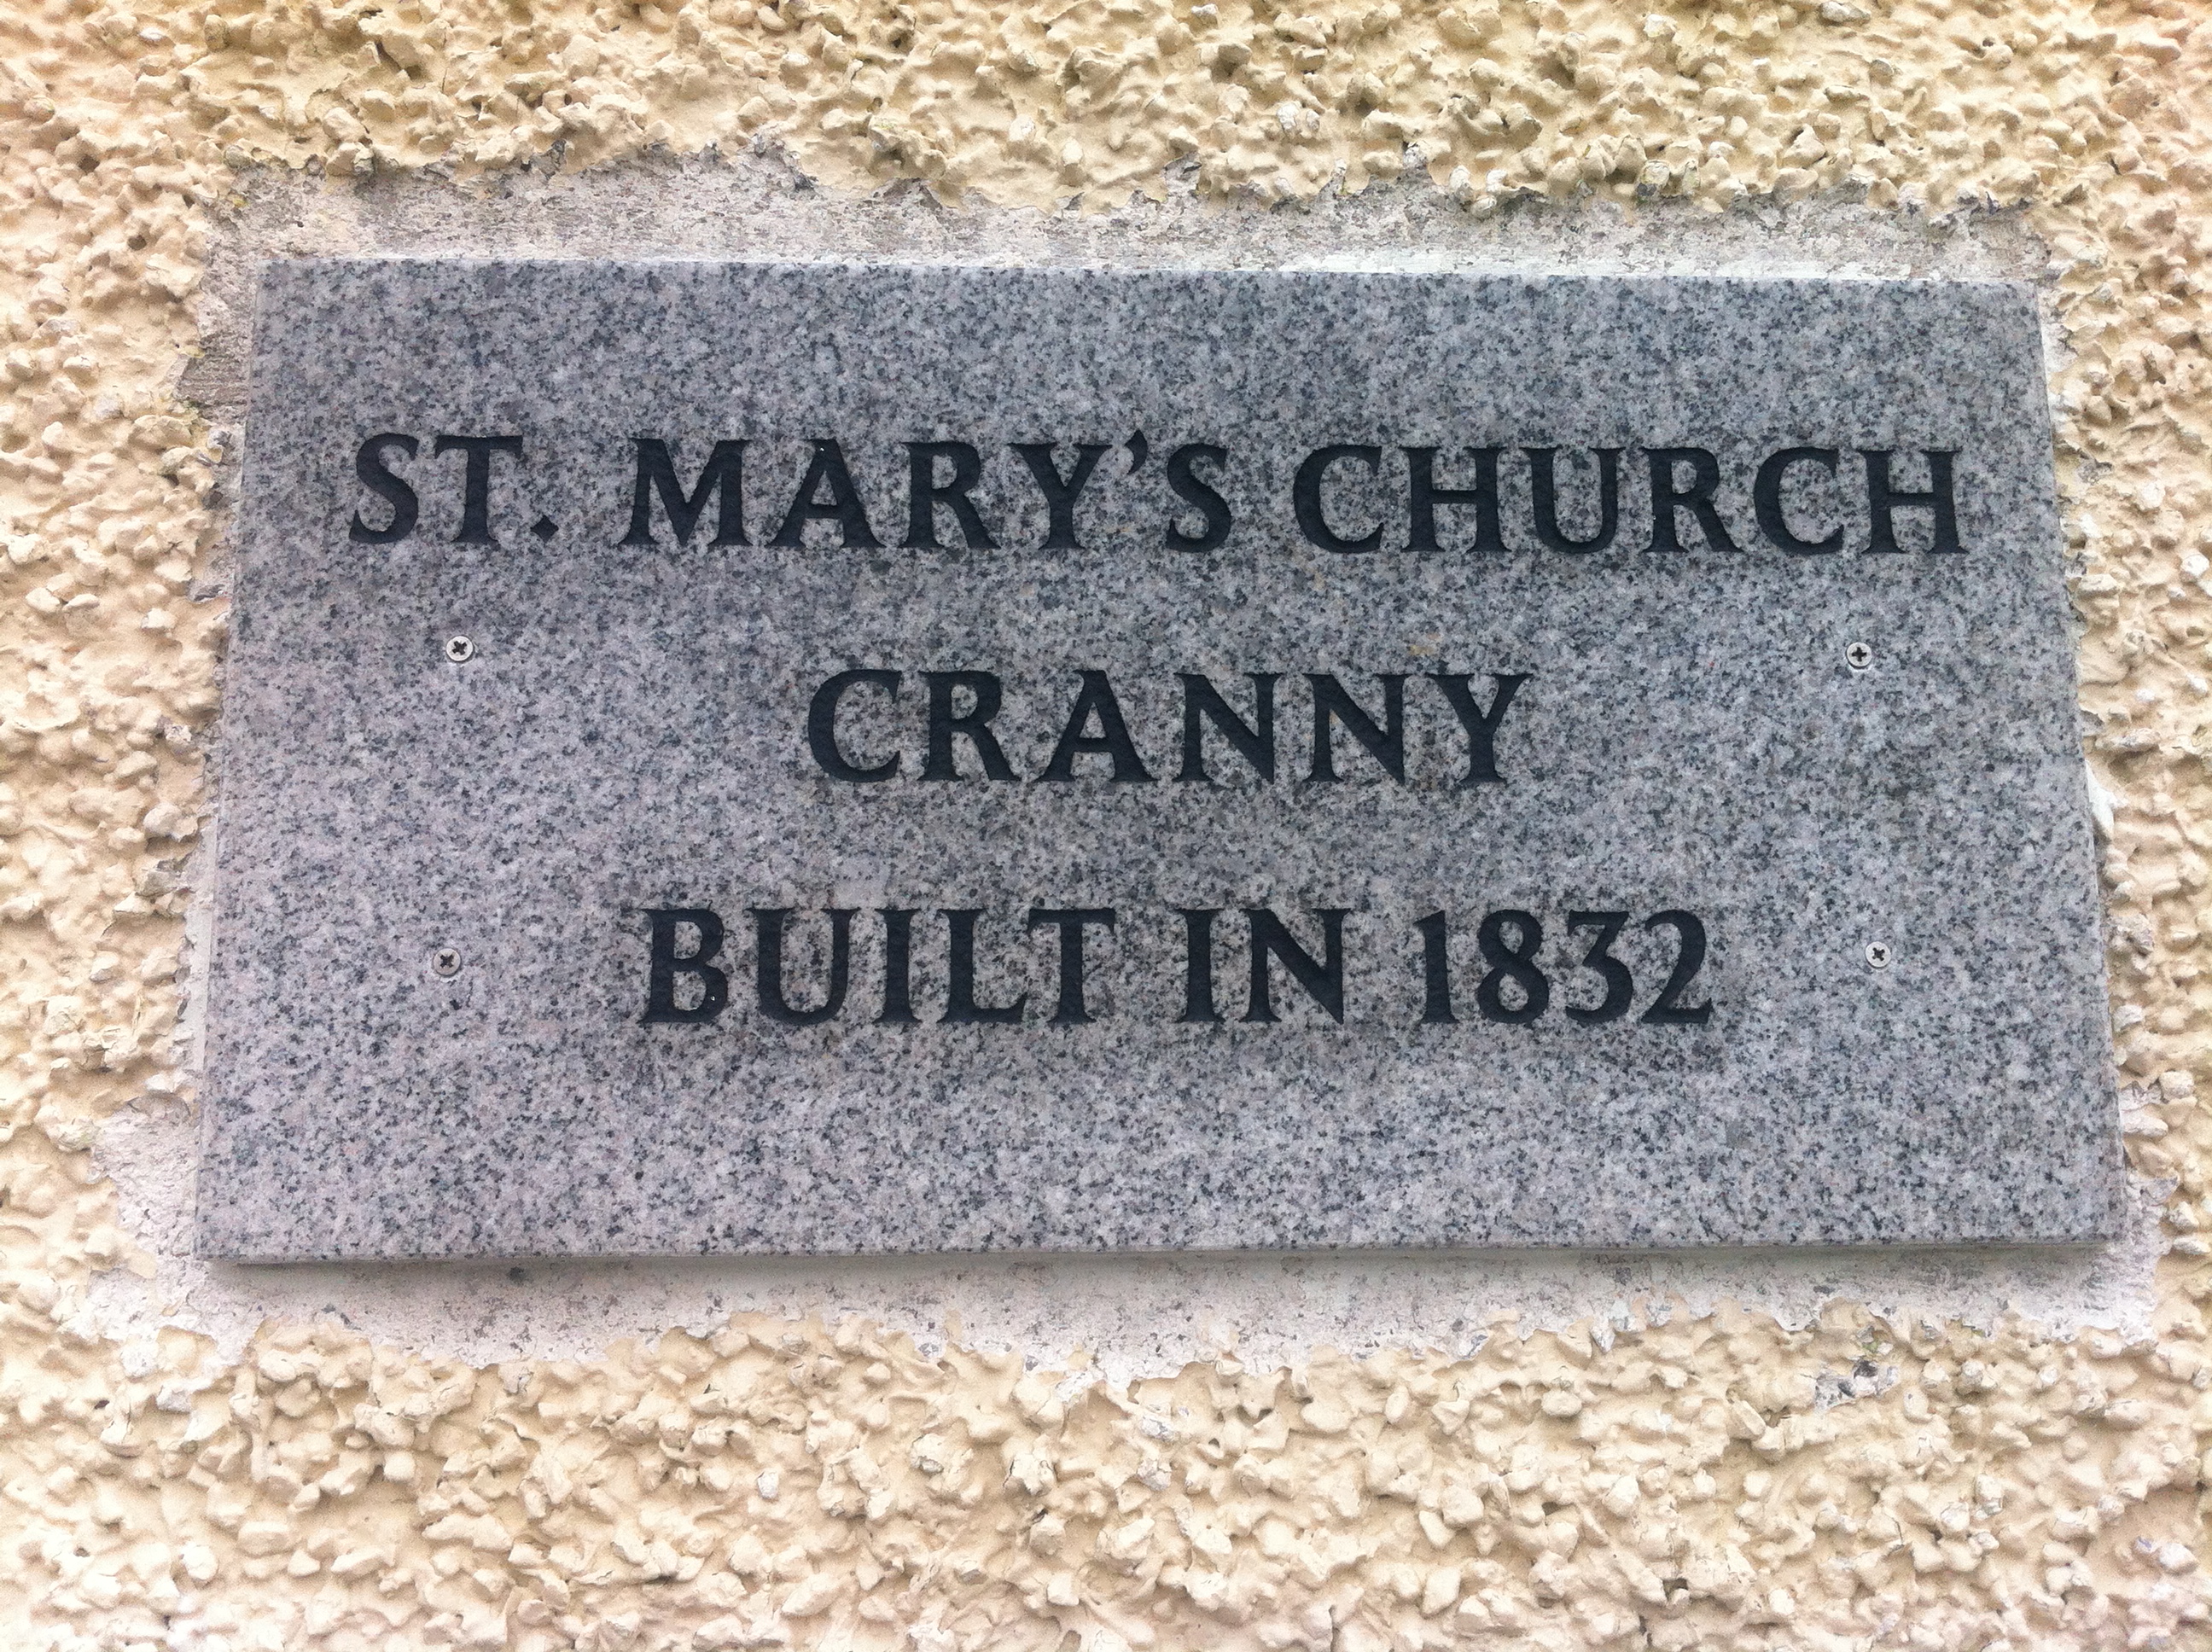 ST. MARY'S CHURCH
CRANNY
BUILT IN 1832